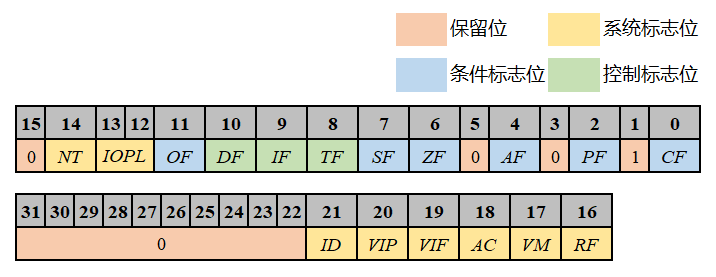 保留位 系统标志位
条件标志位 控制标志位
15 14 13 12 11 10 9 8 7 6 5 4 3 2 1 0
0 NT IOPL OF DF IF TF SF ZF 0 AF 0 PF 1 CF
31 30 29 28 27 26 25 24 23 22 21 20 19 18 17 16
0 ID VIP VIF AC VM RF